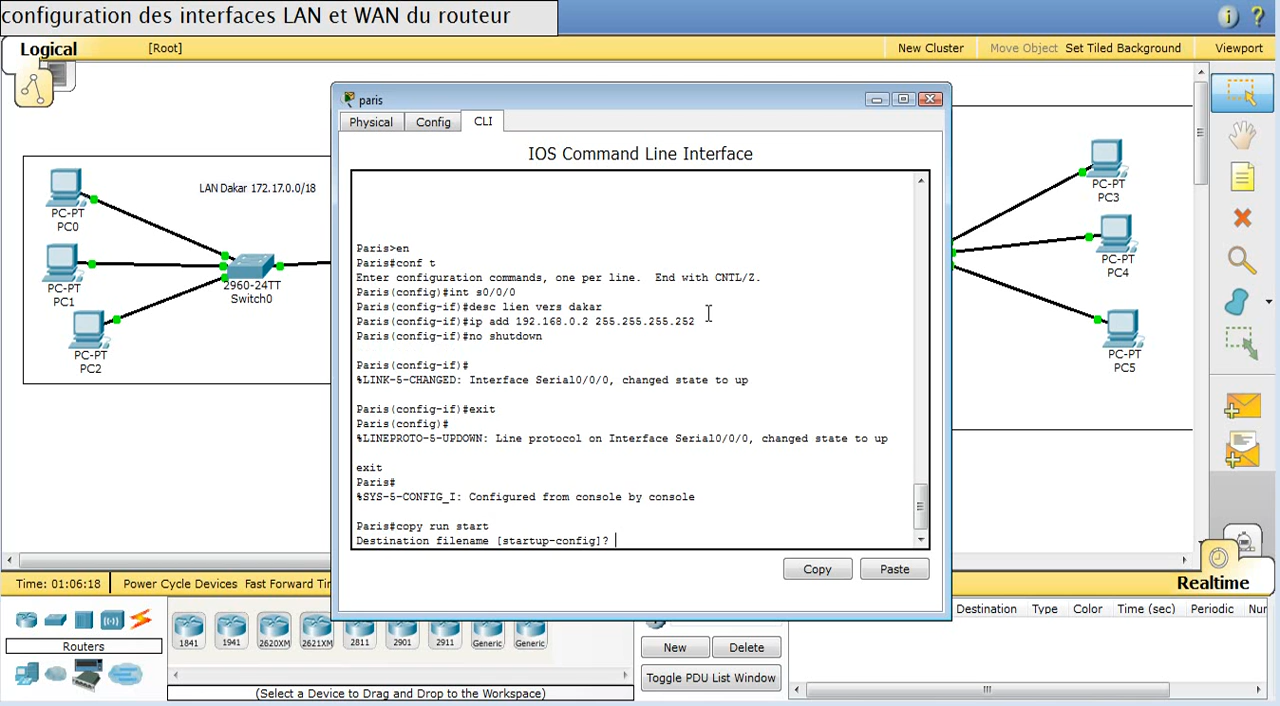 configuration des interfaces LAN et WAN du routeur
Logical
[Root]
New Cluster
Move Object
Set Tiled Background
Viewport
paris
Physical
Config
CLI
IOS Command Line Interface
LAN Dakar 172.17.0.0/18
PC-PT
PC0
PC-PT
PC1
PC-PT
PC2
2960-24TT
Switch0
Paris>en
Paris#conf t
Enter configuration commands, one per line.  End with CNTL/Z.
Paris(config)#int s0/0/0
Paris(config-if)#desc lien vers dakar
Paris(config-if)#ip add 192.168.0.2 255.255.255.252
Paris(config-if)#no shutdown
Paris(config-if)#
%LINK-5-CHANGED: Interface Serial0/0/0, changed state to up
Paris(config-if)#exit
Paris(config)#
%LINEPROTO-5-UPDOWN: Line protocol on Interface Serial0/0/0, changed state to up
exit
Paris#
%SYS-5-CONFIG_I: Configured from console by console
Paris#copy run start
Destination filename [startup-config]?
Copy
Paste
PC-PT
PC3
PC-PT
PC4
PC-PT
PC5
Time: 01:06:18
Power Cycle Devices
Fast Forward
Realtime
Routers
1841
1941
2620XM
2621XM
2811
2901
2911
Generic
Generic
(Select a Device to Drag and Drop to the Workspace)
New
Delete
Toggle PDU List Window
Destination
Type
Color
Time (sec)
Periodic